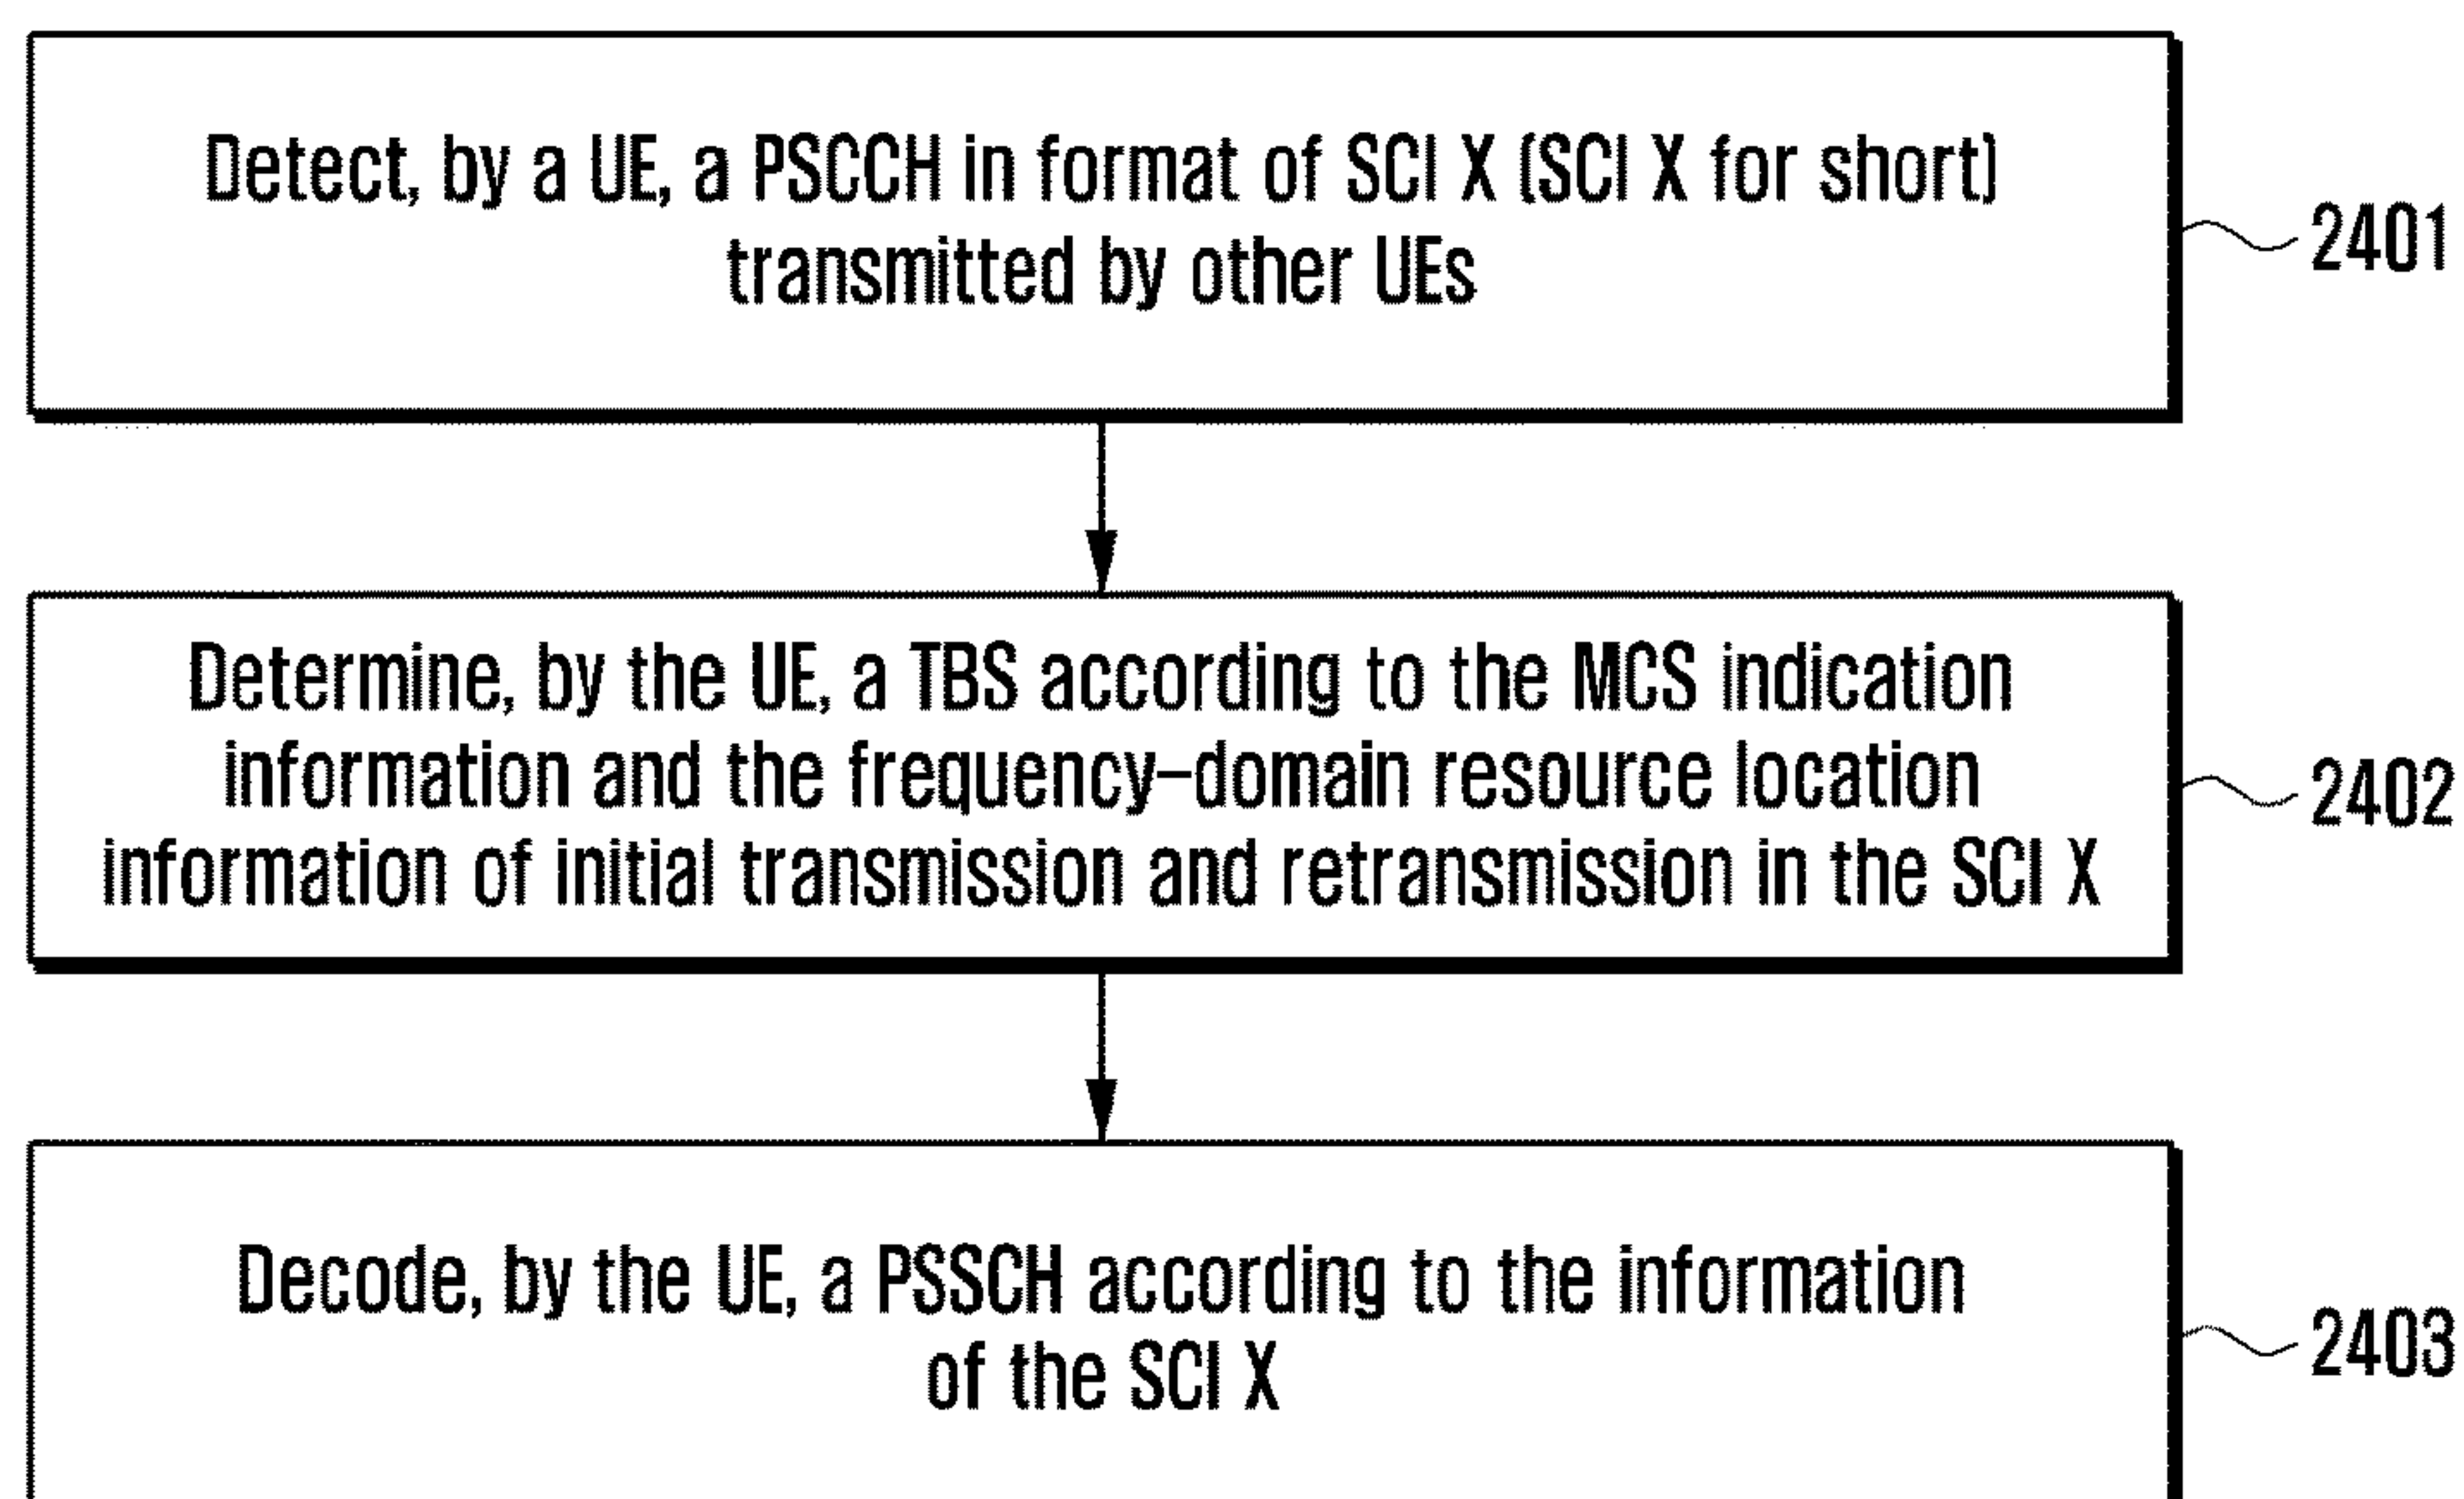 Detect, by a UE, a PSCCH in format of SCI X (SCI X for short)
transmitted by other UEs
2401
Determine, by the UE, a TBS according to the MCS indication
information and the frequency-domain resource location
information of initial transmission and retransmission in the SCI X
2402
Decode, by the UE, a PSSCH according to the information
of the SCI X
2403